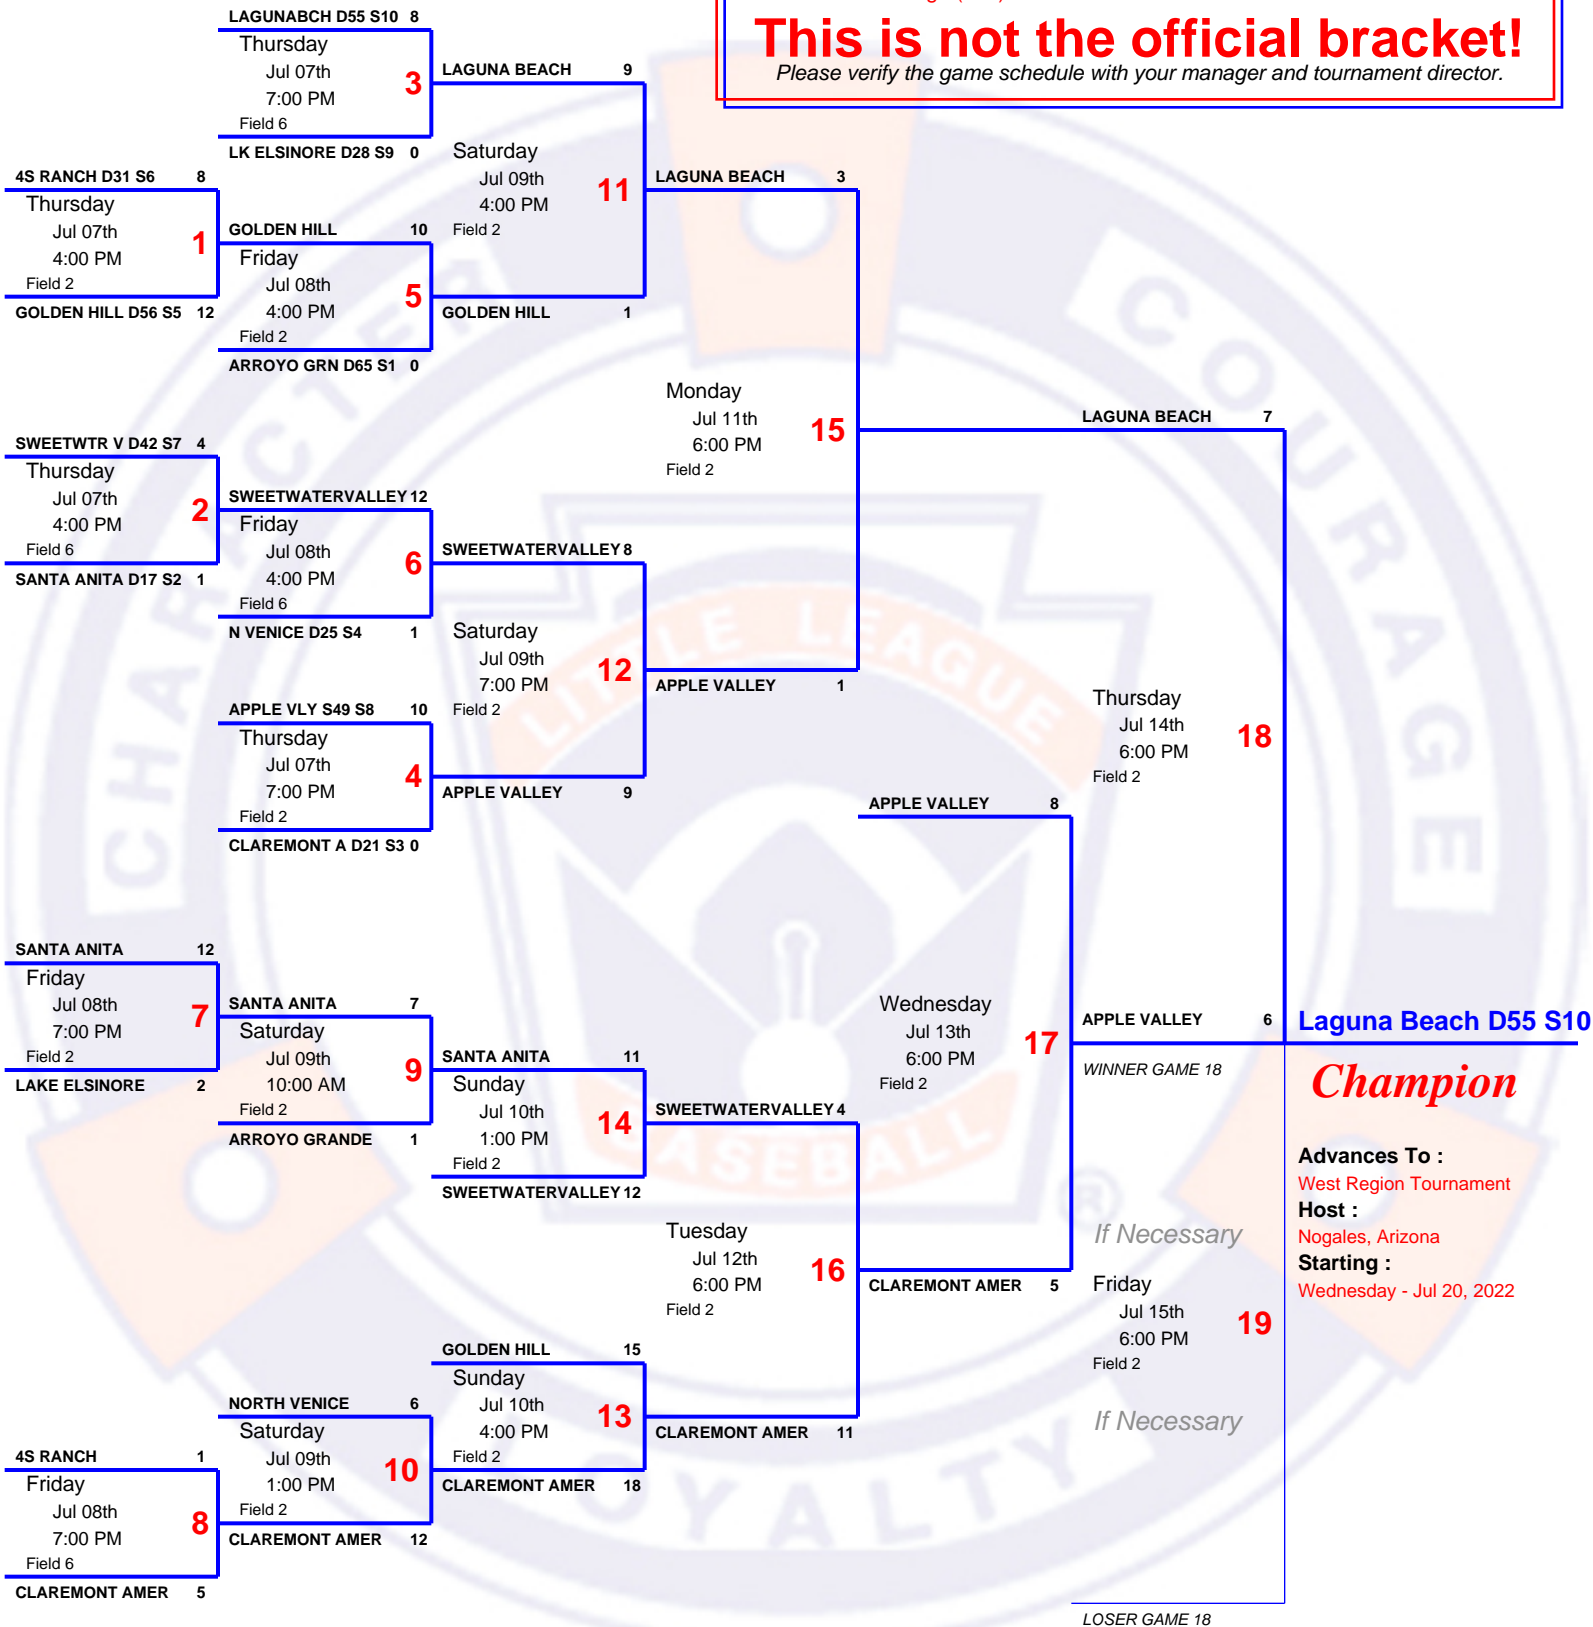 This is not the official bracket!
Please verify the game schedule with your manager and tournament director.
LAGUNABCH D55 S10 8
Thursday
Jul 07th
7:00 PM
3
Field 6
LK ELSINORE D28 S9 0
LAGUNA BEACH 9
Saturday
Jul 09th
4:00 PM
11
Field 2
GOLDEN HILL 1
4S RANCH D31 S6 8
Thursday
Jul 07th
4:00 PM
1
Field 2
GOLDEN HILL D56 S5 12
GOLDEN HILL 10
Friday
Jul 08th
4:00 PM
5
Field 2
ARROYO GRN D65 S1 0
LAGUNA BEACH 3
Monday
Jul 11th
6:00 PM
15
Field 2
APPLE VALLEY 1
SWEETWTR V D42 S7 4
Thursday
Jul 07th
4:00 PM
2
Field 6
SANTA ANITA D17 S2 1
SWEETWATERVALLEY 12
Friday
Jul 08th
4:00 PM
6
Field 6
N VENICE D25 S4 1
SWEETWATERVALLEY 8
Saturday
Jul 09th
7:00 PM
12
Field 2
APPLE VALLEY 9
APPLE VLY S49 S8 10
Thursday
Jul 07th
7:00 PM
4
Field 2
CLAREMONT A D21 S3 0
LAGUNA BEACH 7
Thursday
Jul 14th
6:00 PM
18
Field 2
APPLE VALLEY 6
WINNER GAME 18
APPLE VALLEY 8
Wednesday
Jul 13th
6:00 PM
17
Field 2
CLAREMONT AMER 5
SANTA ANITA 12
Friday
Jul 08th
7:00 PM
7
Field 2
LAKE ELSINORE 2
SANTA ANITA 7
Saturday
Jul 09th
10:00 AM
9
Field 2
ARROYO GRANDE 1
SANTA ANITA 11
Sunday
Jul 10th
1:00 PM
14
Field 2
SWEETWATERVALLEY 12
SWEETWATERVALLEY 4
Tuesday
Jul 12th
6:00 PM
16
Field 2
CLAREMONT AMER 11
GOLDEN HILL 15
Sunday
Jul 10th
4:00 PM
13
Field 2
CLAREMONT AMER 18
NORTH VENICE 6
Saturday
Jul 09th
1:00 PM
10
Field 2
CLAREMONT AMER 12
4S RANCH 1
Friday
Jul 08th
7:00 PM
8
Field 6
CLAREMONT AMER 5
If Necessary
Friday
Jul 15th
6:00 PM
19
Field 2
If Necessary
LOSER GAME 18
Laguna Beach D55 S10
Champion
Advances To :
West Region Tournament
Host :
Nogales, Arizona
Starting :
Wednesday - Jul 20, 2022
CHARACTER
COURAGE
LOYALTY
LITTLE LEAGUE
BASEBALL
®